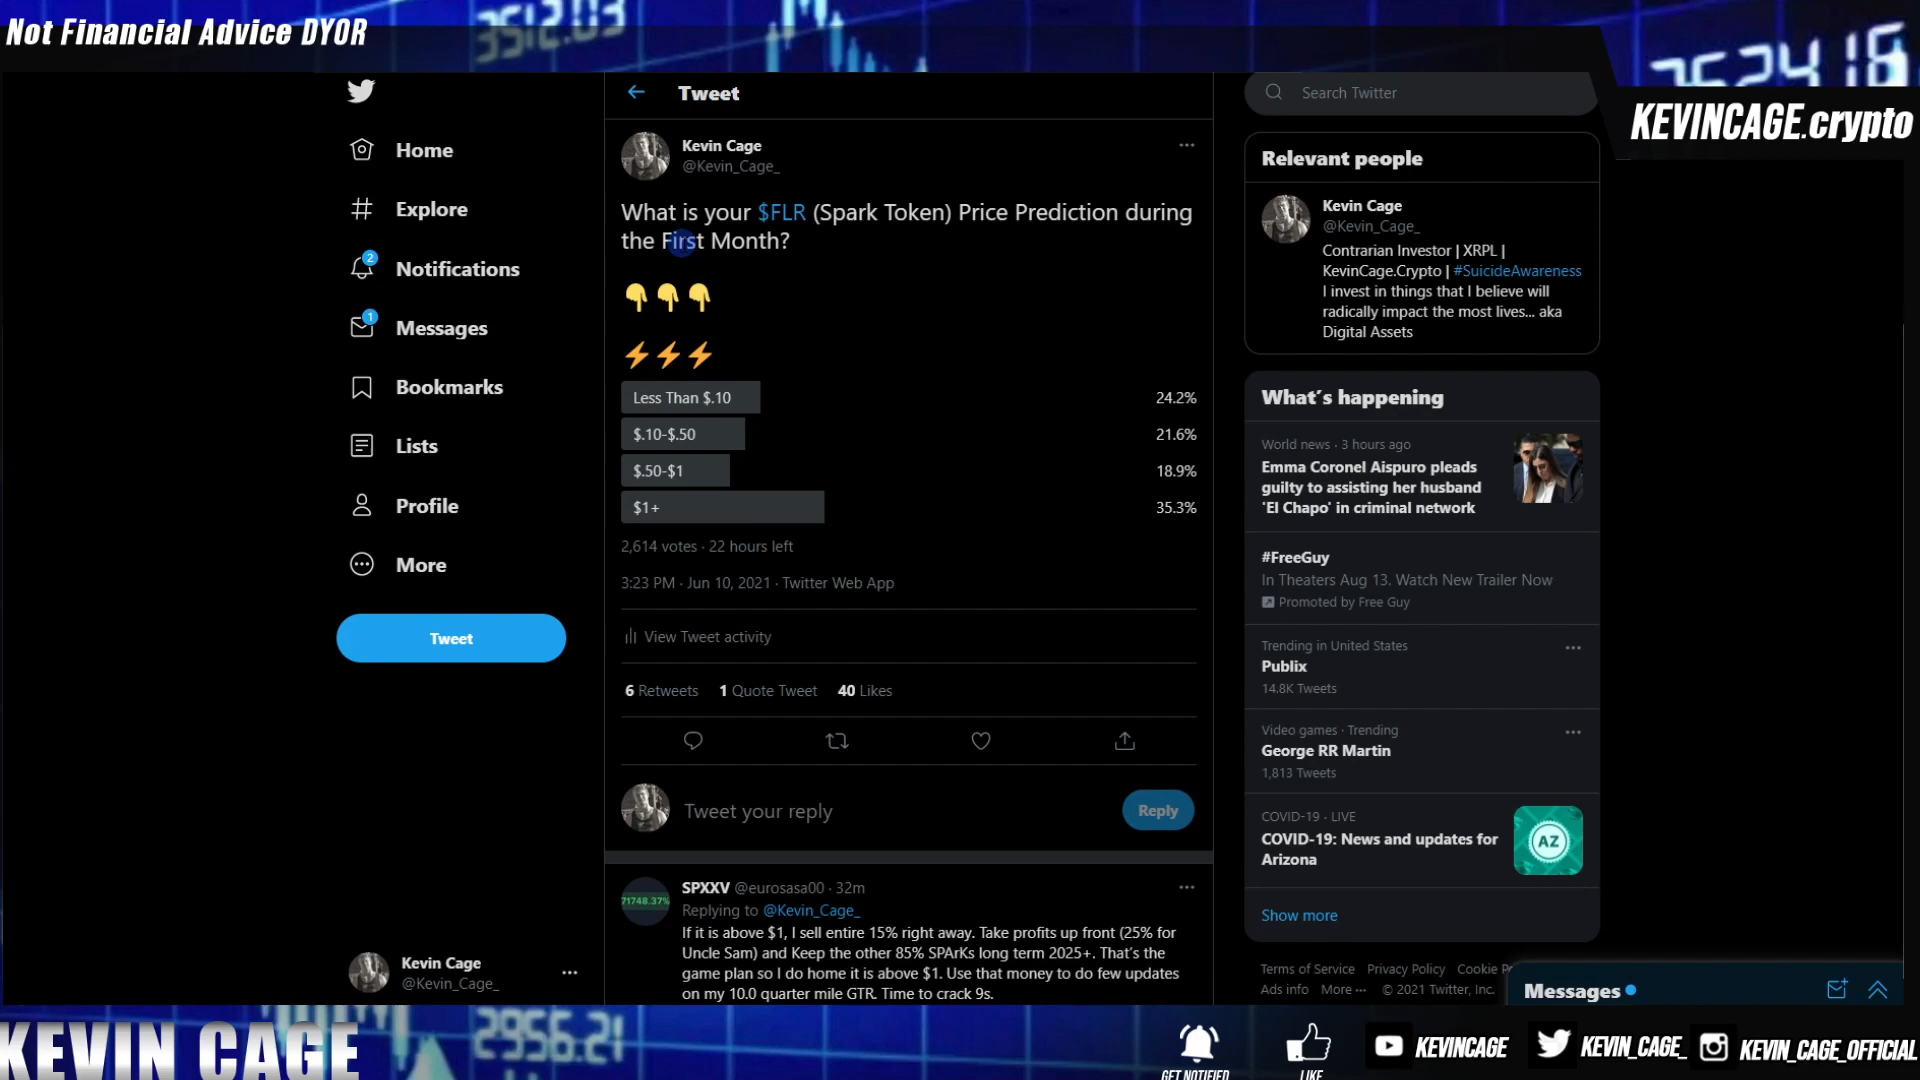 Not Financial Advice DYOR
3512.03
352418
KEVINCAGE.crypto
Home
Explore
2
Notifications
1
Messages
Bookmarks
Lists
Profile
More
Tweet
Kevin Cage
@Kevin_Cage_
Tweet
Kevin Cage
@Kevin_Cage_
What is your $FLR (Spark Token) Price Prediction during
the First Month?
Less Than $.10 24.2%
$.10-$.50 21.6%
$.50-$1 18.9%
$1+ 35.3%
2,614 votes · 22 hours left
3:23 PM · Jun 10, 2021 · Twitter Web App
View Tweet activity
6 Retweets 1 Quote Tweet 40 Likes
Tweet your reply
Reply
71748.37%
SPXXV @eurosasa00 · 32m
Replying to @Kevin_Cage_
If it is above $1, I sell entire 15% right away. Take profits up front (25% for
Uncle Sam) and Keep the other 85% SPArKs long term 2025+. That's the
game plan so I do home it is above $1. Use that money to do few updates
on my 10.0 quarter mile GTR. Time to crack 9s.
Search Twitter
Relevant people
Kevin Cage
@Kevin_Cage_
Contrarian Investor | XRPL |
KevinCage.Crypto | #SuicideAwareness
I invest in things that I believe will
radically impact the most lives... aka
Digital Assets
What's happening
World news · 3 hours ago
Emma Coronel Aispuro pleads
guilty to assisting her husband
'El Chapo' in criminal network
#FreeGuy
In Theaters Aug 13. Watch New Trailer Now
Promoted by Free Guy
Trending in United States
Publix
14.8K Tweets
Video games · Trending
George RR Martin
1,813 Tweets
COVID-19 · LIVE
COVID-19: News and updates for
Arizona
AZ
Show more
Terms of Service Privacy Policy Cookie
Ads info More ··· © 2021 Twitter, Inc.
Messages
KEVIN CAGE
2956.21
GET NOTIFIED
LIKE
KEVINCAGE
KEVIN_CAGE_
KEVIN_CAGE_OFFICIAL